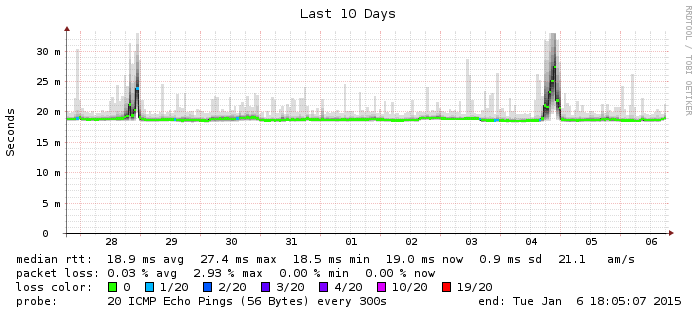 Last 10 Days
RRDTOOL / TOBI OETIKER
Seconds
30 m
25 m
20 m
15 m
10 m
5 m
0
28 29 30 31 01 02 03 04 05 06
median rtt: 18.9 ms avg 27.4 ms max 18.5 ms min 19.0 ms now 0.9 ms sd 21.1 am/s
packet loss: 0.03 % avg 2.93 % max 0.00 % min 0.00 % now
loss color: 0 1/20 2/20 3/20 4/20 10/20 19/20
probe: 20 ICMP Echo Pings (56 Bytes) every 300s end: Tue Jan 6 18:05:07 2015